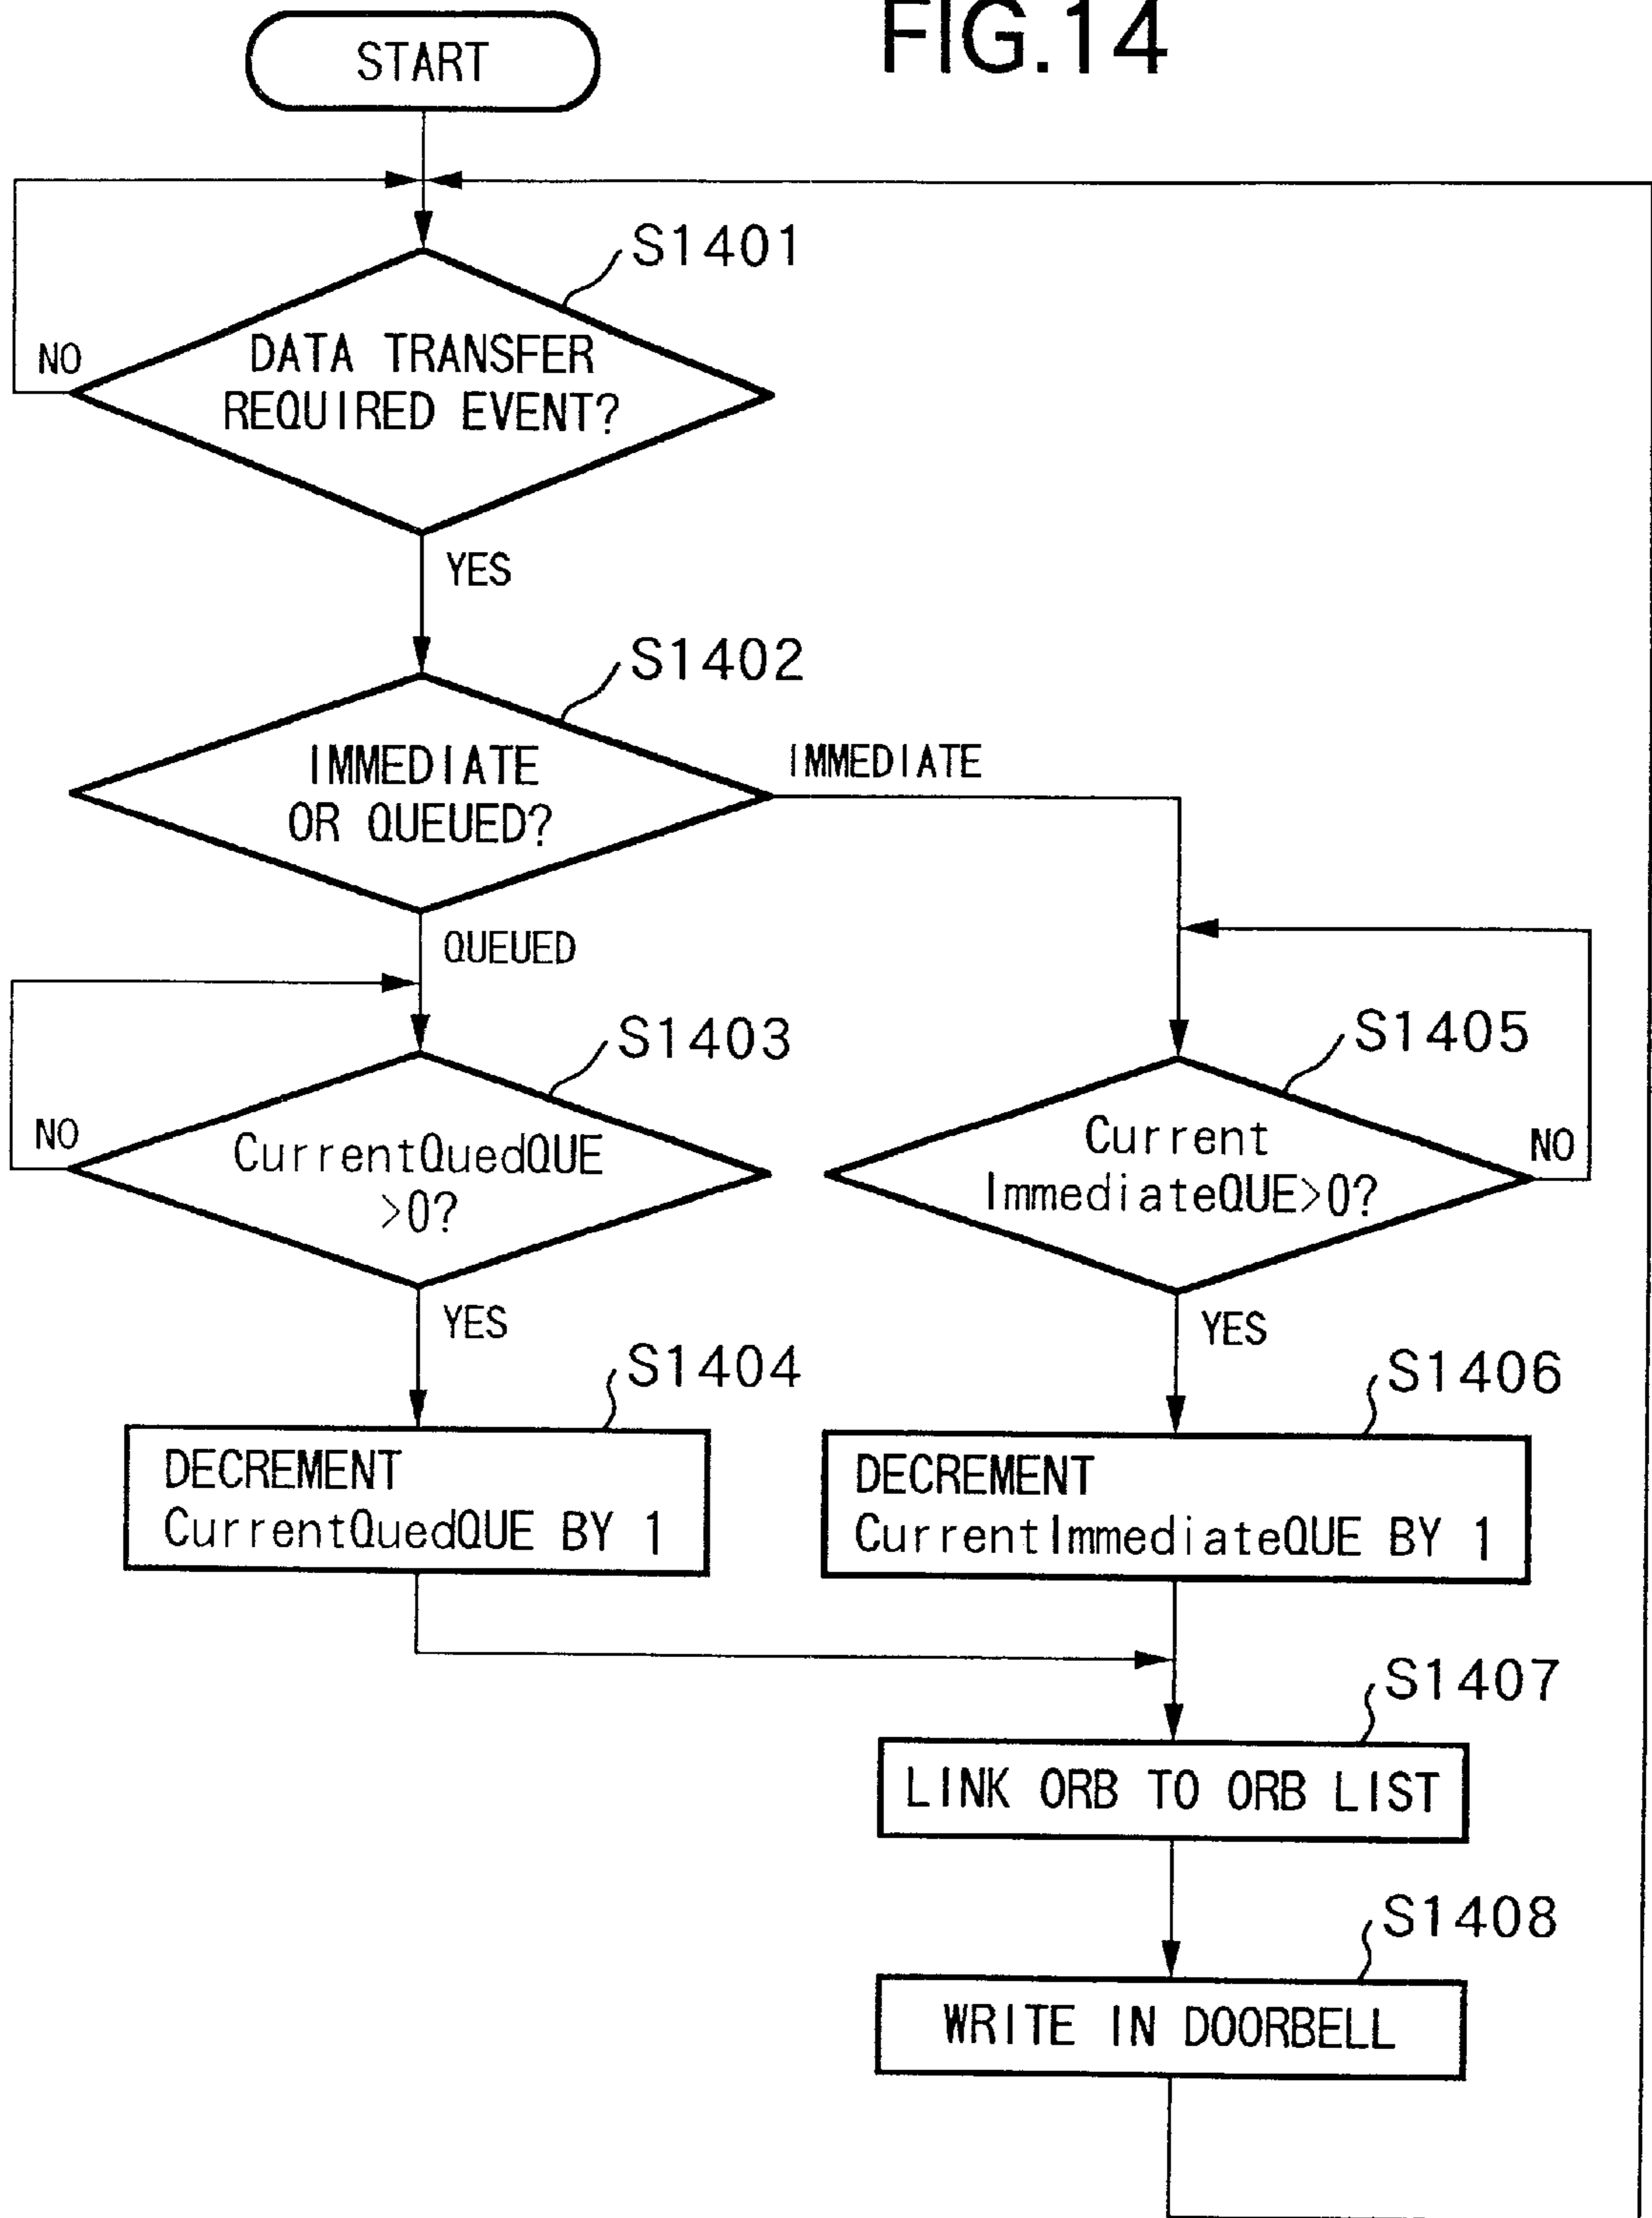 FIG.14
START
S1401
DATA TRANSFER
REQUIRED EVENT?
NO
YES
S1402
IMMEDIATE
OR QUEUED?
IMMEDIATE
QUEUED
S1403
CurrentQuedQUE
>0?
NO
YES
S1405
Current
ImmediateQUE>0?
NO
YES
S1404
DECREMENT
CurrentQuedQUE BY 1
S1406
DECREMENT
CurrentImmediateQUE BY 1
S1407
LINK ORB TO ORB LIST
S1408
WRITE IN DOORBELL